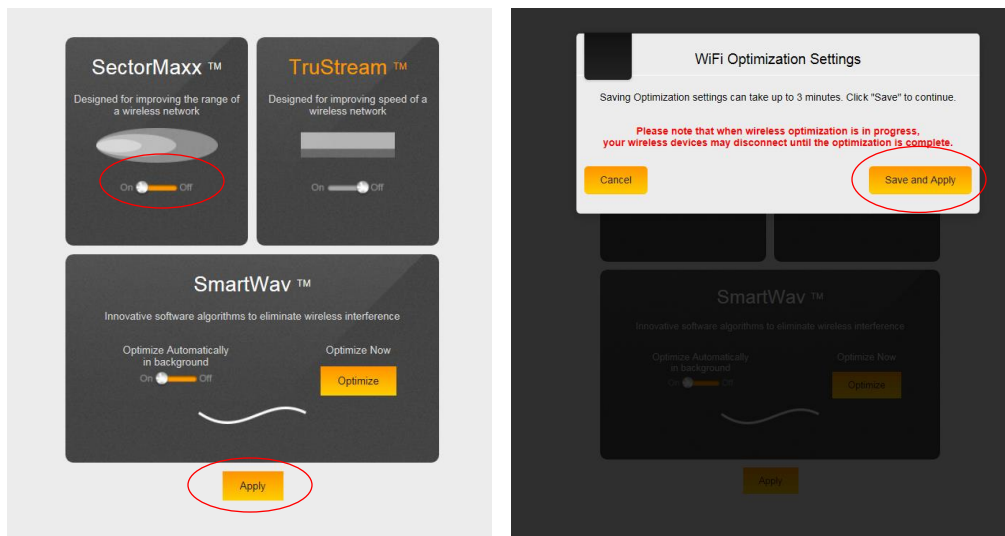 SectorMaxx ™
Designed for improving the range of
a wireless network
On Off
TruStream ™
Designed for improving speed of a
wireless network
On Off
SmartWav ™
Innovative software algorithms to eliminate wireless interference
Optimize Automatically
in background
On Off
Optimize Now
Optimize
Apply
WiFi Optimization Settings
Saving Optimization settings can take up to 3 minutes. Click "Save" to continue.
Please note that when wireless optimization is in progress,
your wireless devices may disconnect until the optimization is complete.
Cancel
Save and Apply
SmartWav ™
Innovative software algorithms to eliminate wireless interference
Optimize Automatically
in background
On Off
Optimize Now
Optimize
Apply